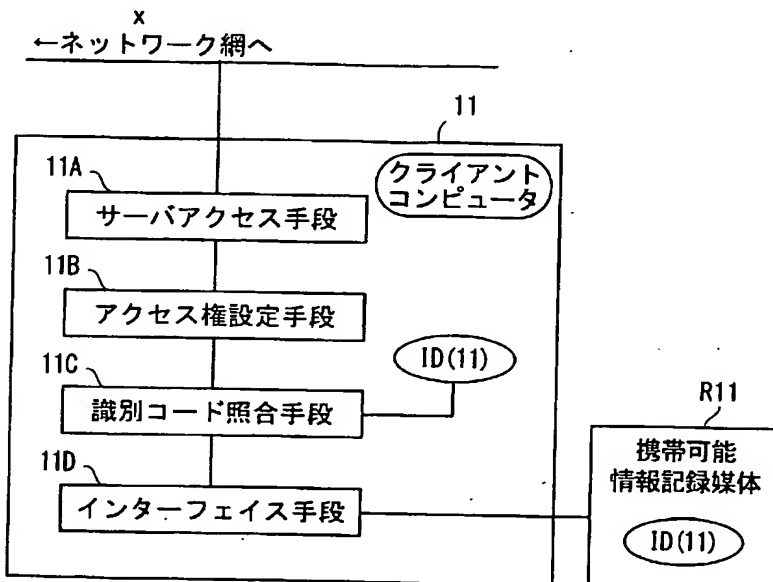 x
←ネットワーク網へ
11
クライアント
コンピュータ
11A
サーバアクセス手段
11B
アクセス権設定手段
ID(11)
11C
識別コード照合手段
R11
携帯可能
情報記録媒体
11D
インターフェイス手段
ID(11)